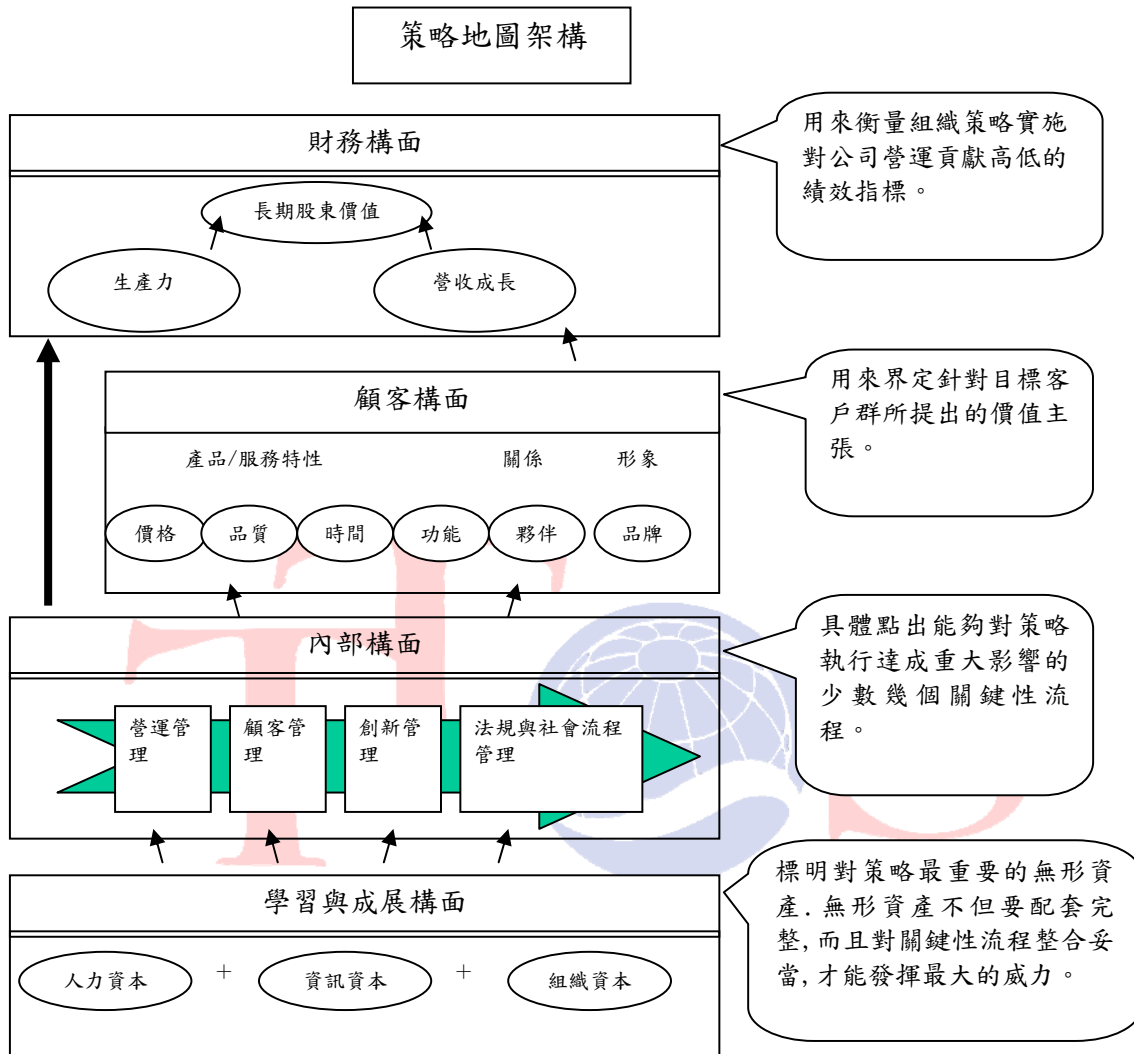 策略地圖架構
財務構面
長期股東價值
生產力
營收成長
用來衡量組織策略實施
對公司營運貢獻高低的
績效指標。
顧客構面
產品/服務特性 關係 形象
價格 品質 時間 功能 夥伴 品牌
用來界定針對目標客
戶群所提出的價值主
張。
內部構面
營運管
理
顧客管
理
創新管
理
法規與社會流程
管理
具體點出能夠對策略
執行達成重大影響的
少數幾個關鍵性流
程。
學習與成展構面
人力資本 + 資訊資本 + 組織資本
標明對策略最重要的無形資
產.無形資產不但要配套完
整,而且對關鍵性流程整合妥
當,才能發揮最大的威力。